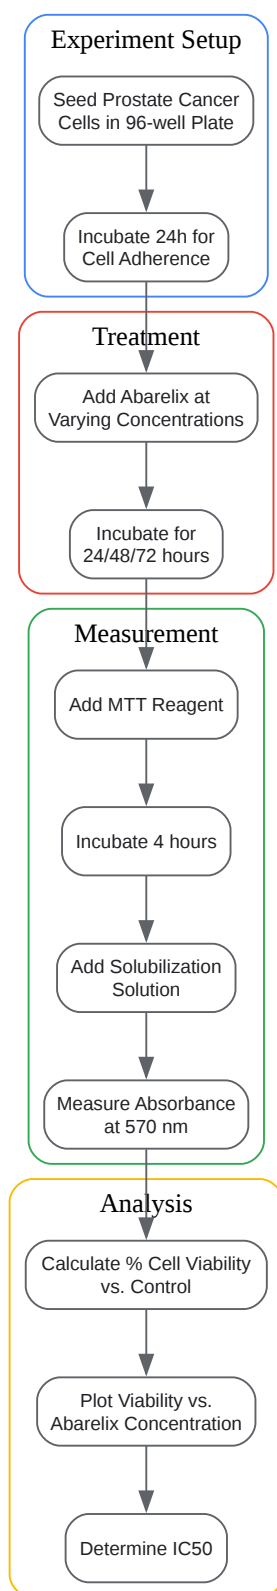 Experiment Setup
Seed Prostate Cancer
Cells in 96-well Plate
Incubate 24h for
Cell Adherence
Treatment
Add Abarelix at
Varying Concentrations
Incubate for
24/48/72 hours
Measurement
Add MTT Reagent
Incubate 4 hours
Add Solubilization
Solution
Measure Absorbance
at 570 nm
Analysis
Calculate % Cell Viability
vs. Control
Plot Viability vs.
Abarelix Concentration
Determine IC50